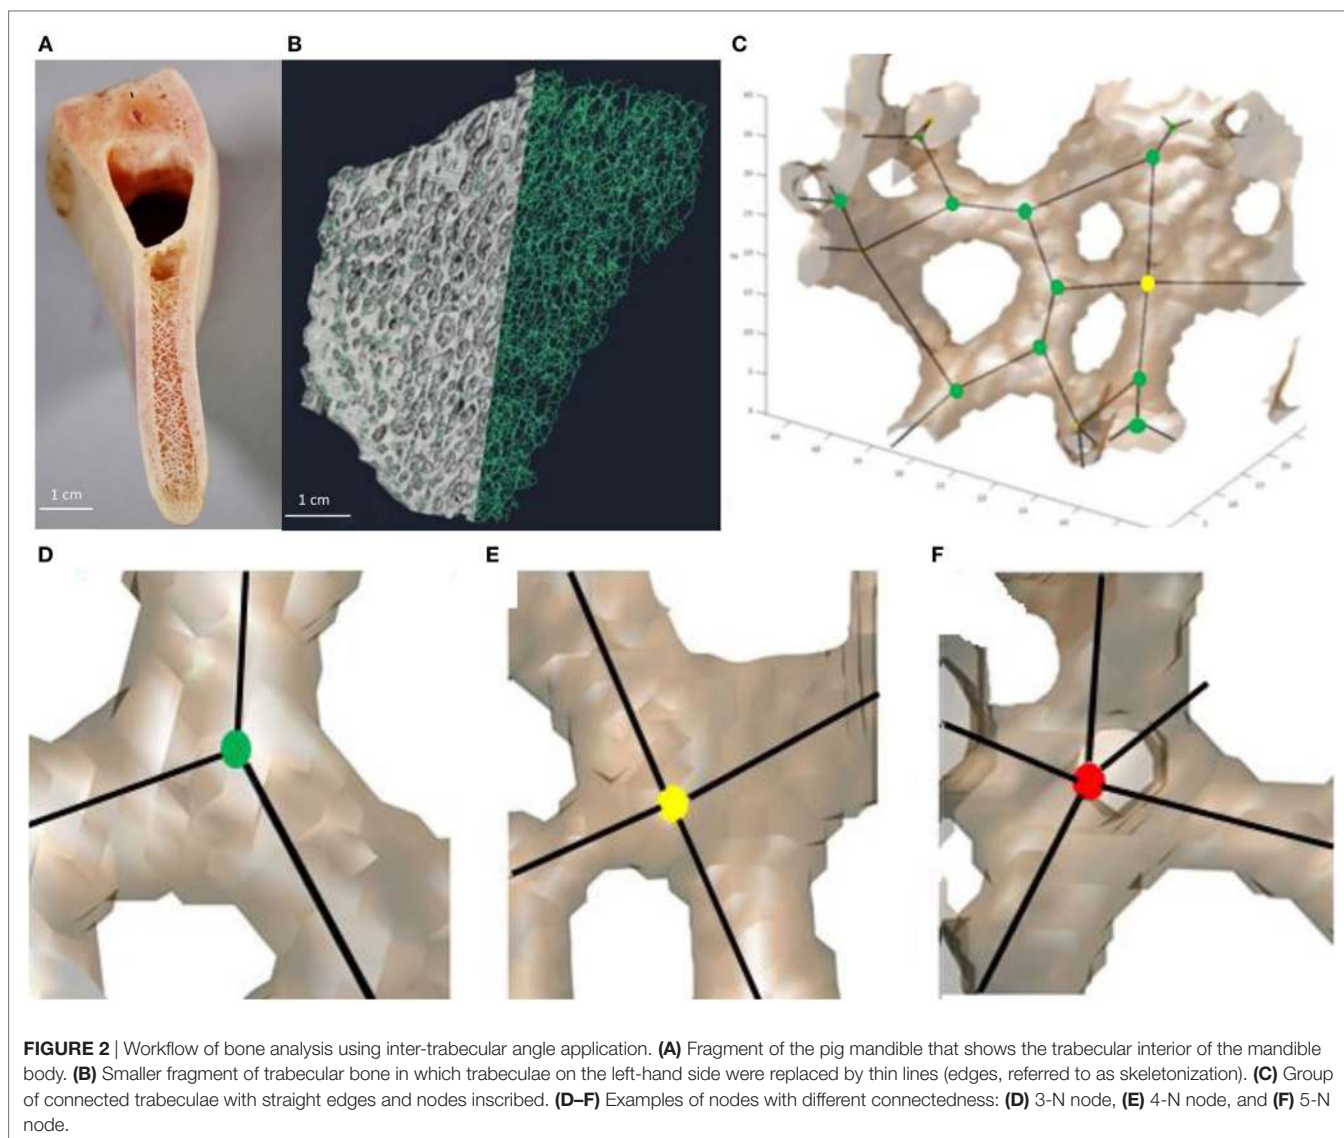 A
B
C
1 cm
1 cm
D
E
F
FIGURE 2 | Workflow of bone analysis using inter-trabecular angle application. (A) Fragment of the pig mandible that shows the trabecular interior of the mandible
body. (B) Smaller fragment of trabecular bone in which trabeculae on the left-hand side were replaced by thin lines (edges, referred to as skeletonization). (C) Group
of connected trabeculae with straight edges and nodes inscribed. (D–F) Examples of nodes with different connectedness: (D) 3-N node, (E) 4-N node, and (F) 5-N
node.